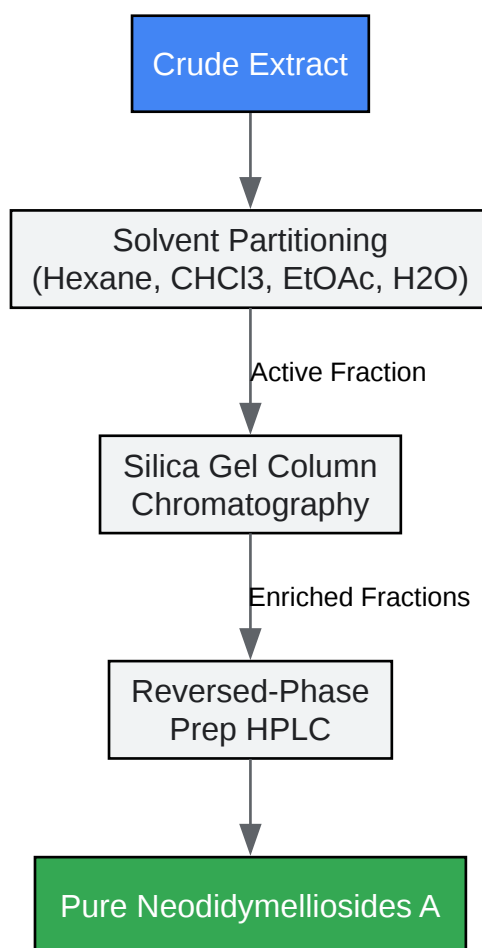 Crude Extract
Solvent Partitioning
(Hexane, CHCl3, EtOAc, H2O)
Active Fraction
Silica Gel Column
Chromatography
Enriched Fractions
Reversed-Phase
Prep HPLC
Pure Neodidymelliosides A